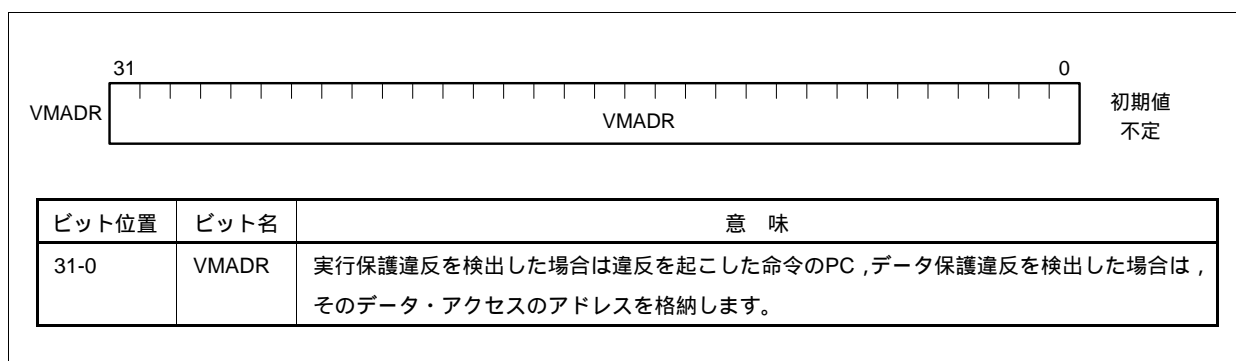 31 0
VMADR VMADR 初期値
不定
ビット位置 ビット名 意　味
31-0 VMADR 実行保護違反を検出した場合は違反を起こした命令のPC，データ保護違反を検出した場合は，
そのデータ・アクセスのアドレスを格納します。